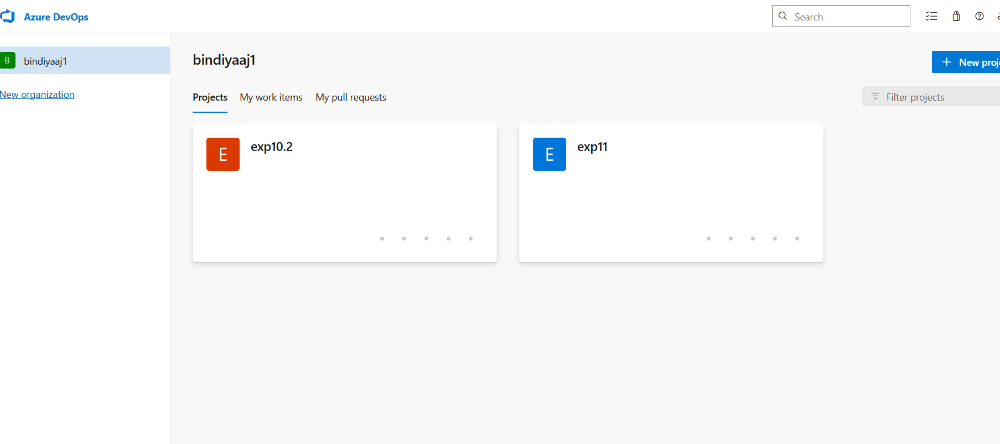 Azure DevOps
Search
B bindiyaaj1
New organization
bindiyaaj1
New proj
Projects My work items My pull requests
Filter projects
E exp10.2
E exp11